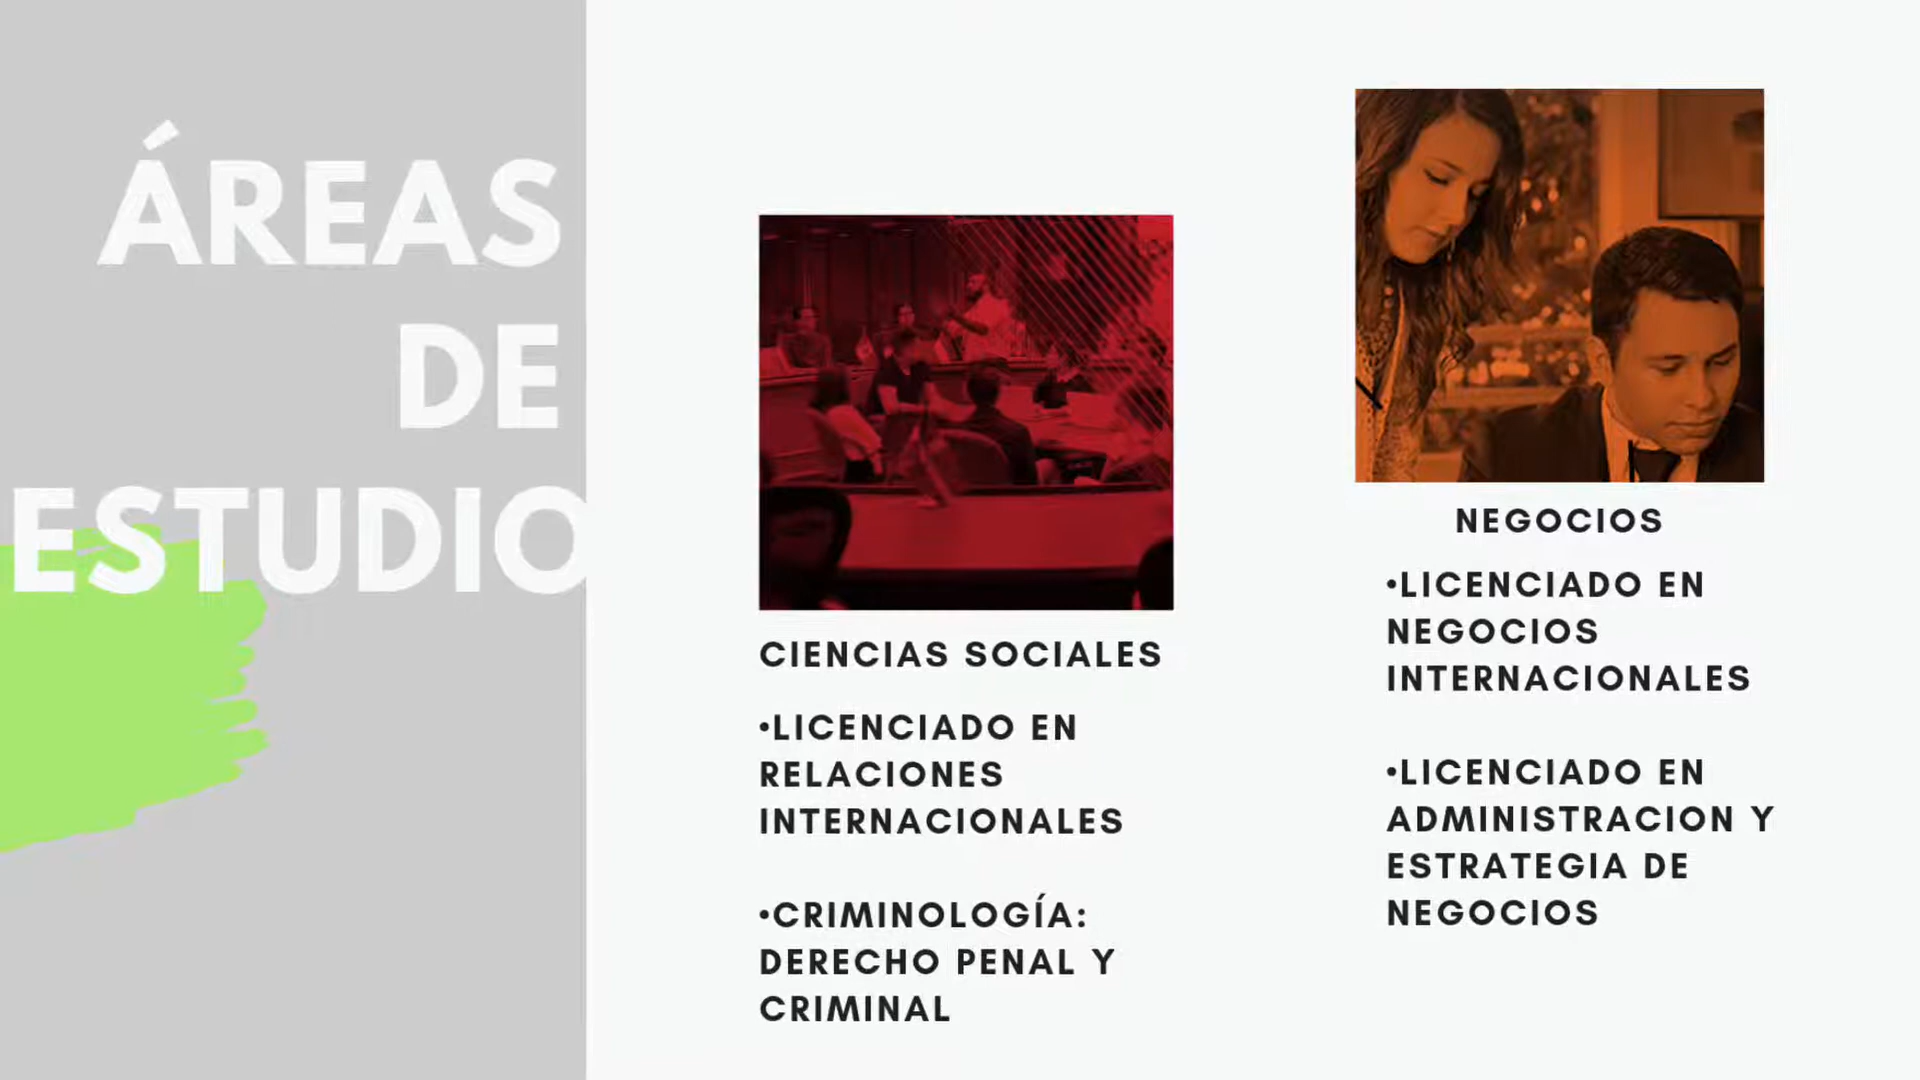 ÁREAS
DE
ESTUDIO
CIENCIAS SOCIALES
•LICENCIADO EN
RELACIONES
INTERNACIONALES
•CRIMINOLOGÍA:
DERECHO PENAL Y
CRIMINAL
NEGOCIOS
•LICENCIADO EN
NEGOCIOS
INTERNACIONALES
•LICENCIADO EN
ADMINISTRACION Y
ESTRATEGIA DE
NEGOCIOS